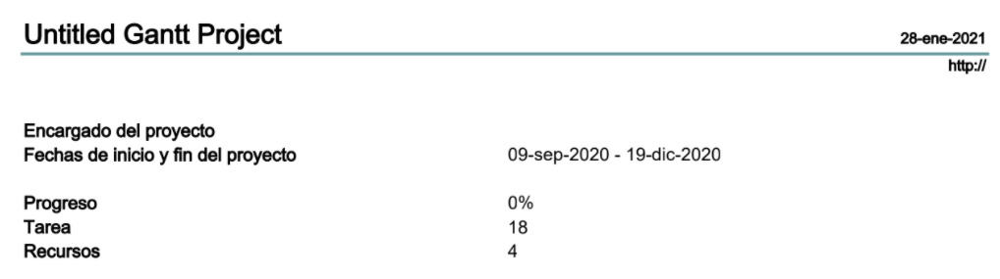 Untitled Gantt Project
28-ene-2021
http://
Encargado del proyecto
Fechas de inicio y fin del proyecto 09-sep-2020 - 19-dic-2020
Progreso 0%
Tarea 18
Recursos 4